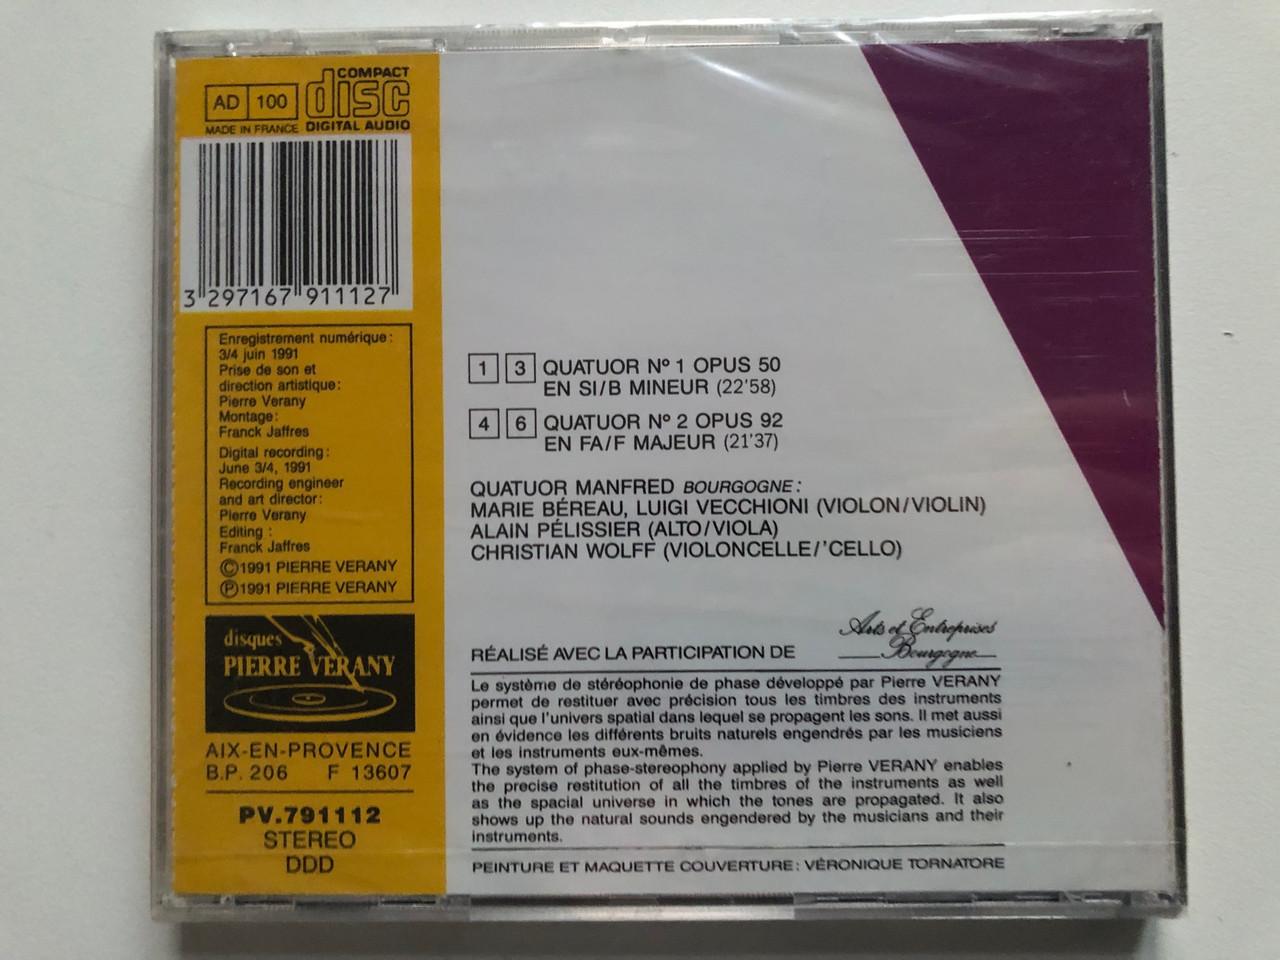 AD 100
COMPACT
disc
DIGITAL AUDIO
MADE IN FRANCE
3 297167 911127
Enregistrement numérique :
3/4 juin 1991
Prise de son et
direction artistique :
Pierre Verany
Montage :
Franck Jaffres
Digital recording :
June 3/4, 1991
Recording engineer
and art director :
Pierre Verany
Editing :
Franck Jaffres
©1991 PIERRE VERANY
℗1991 PIERRE VERANY
disques
PIERRE VERANY
AIX-EN-PROVENCE
B.P. 206 F 13607
PV.791112
STEREO
DDD
1 3 QUATUOR Nº 1 OPUS 50
EN SI/B MINEUR (22'58)
4 6 QUATUOR Nº 2 OPUS 92
EN FA/F MAJEUR (21'37)
QUATUOR MANFRED BOURGOGNE :
MARIE BÉREAU, LUIGI VECCHIONI (VIOLON/VIOLIN)
ALAIN PÉLISSIER (ALTO/VIOLA)
CHRISTIAN WOLFF (VIOLONCELLE/'CELLO)
Arts et Entreprises
RÉALISÉ AVEC LA PARTICIPATION DE Bourgogne
Le système de stéréophonie de phase développé par Pierre VERANY
permet de restituer avec précision tous les timbres des instruments
ainsi que l'univers spatial dans lequel se propagent les sons. Il met aussi
en évidence les différents bruits naturels engendrés par les musiciens
et les instruments eux-mêmes.
The system of phase-stereophony applied by Pierre VERANY enables
the precise restitution of all the timbres of the instruments as well
as the spacial universe in which the tones are propagated. It also
shows up the natural sounds engendered by the musicians and their
instruments.
PEINTURE ET MAQUETTE COUVERTURE : VÉRONIQUE TORNATORE